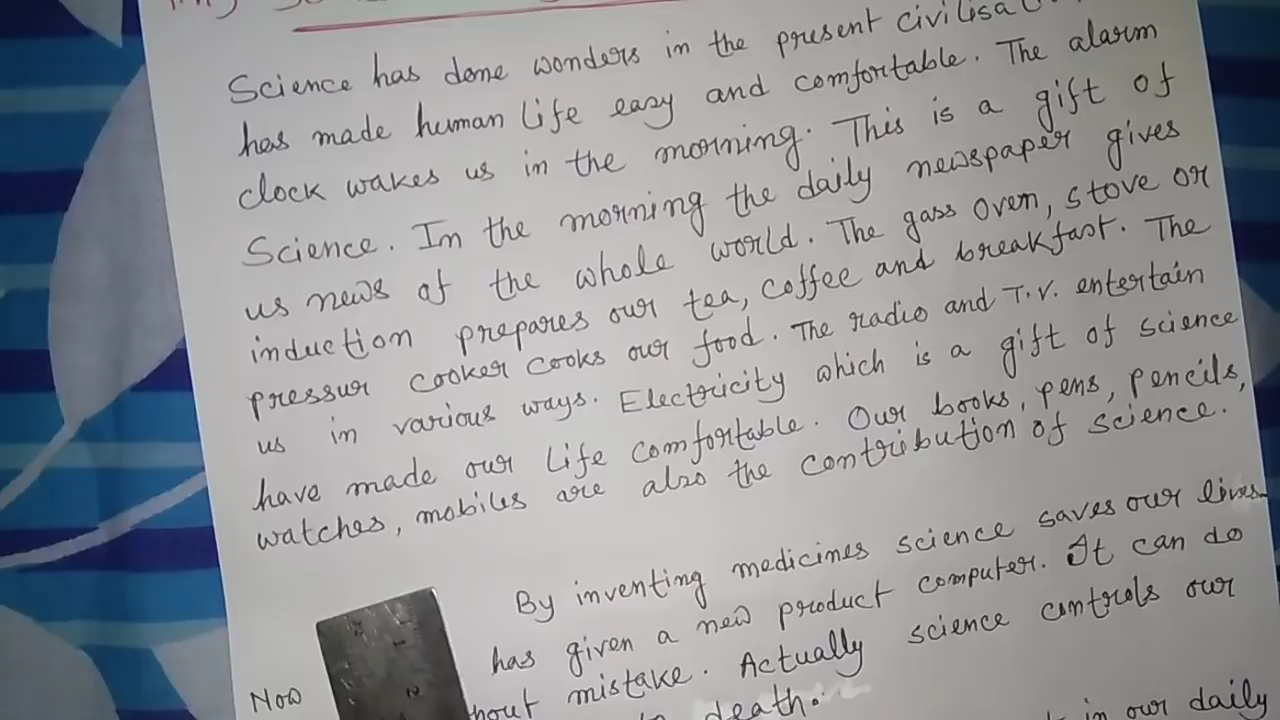 Science has done wonders in the present
has made human life easy and comfortable. The alarm
clock wakes us in the morning. This is a gift of
Science. In the morning the daily newspaper gives
us news of the whole world. The gass oven, stove or
induction prepares our tea, coffee and breakfast. The
pressur cooker cooks our food. The radio and T.V. entertain
us in various ways. Electricity which is a gift of science
have made our life comfortable. Our books, pens, pencils,
watches, mobiles are also the contribution of science.
By inventing medicines science saves our lives.
has given a new product computer. It can do
Now hout mistake. Actually science controls our
death.
in our daily